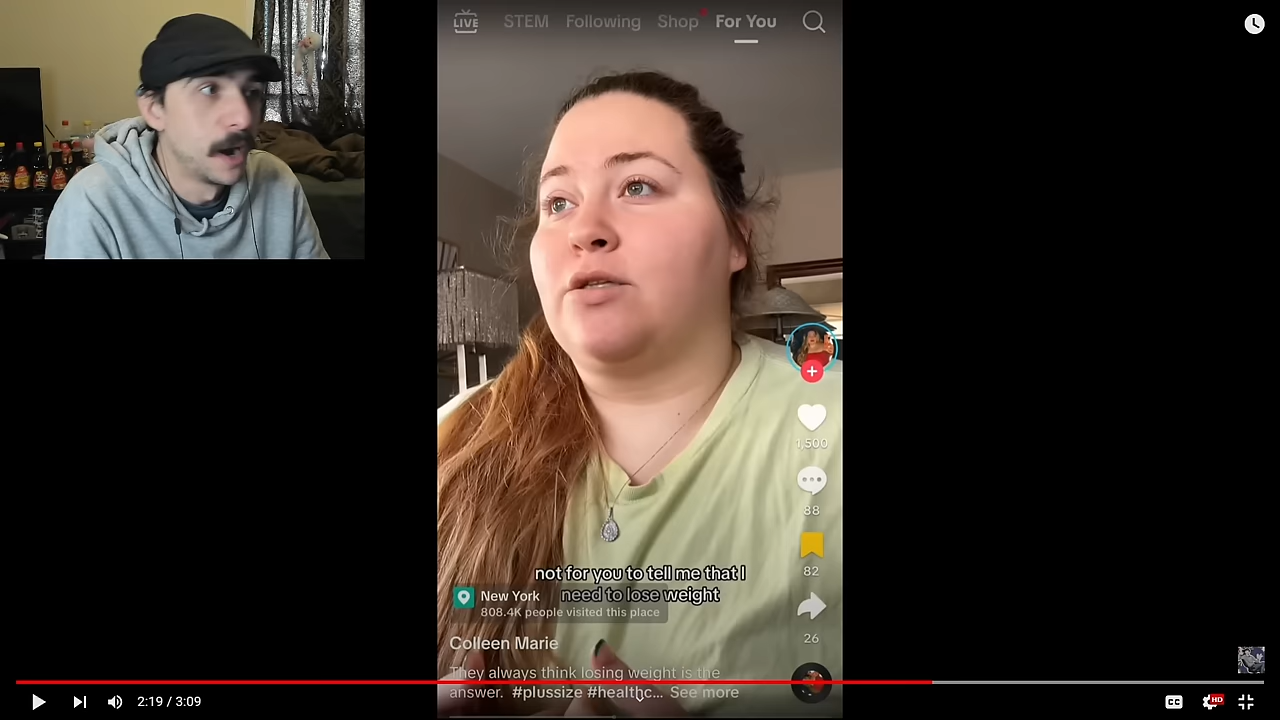 LIVE STEM Following Shop For You
1,500
88
82
26
not for you to tell me that I
need to lose weight
New York
808.4K people visited this place
Colleen Marie
They always think losing weight is the
answer. #plussize #healthc... See more
2:19 / 3:09
CC HD